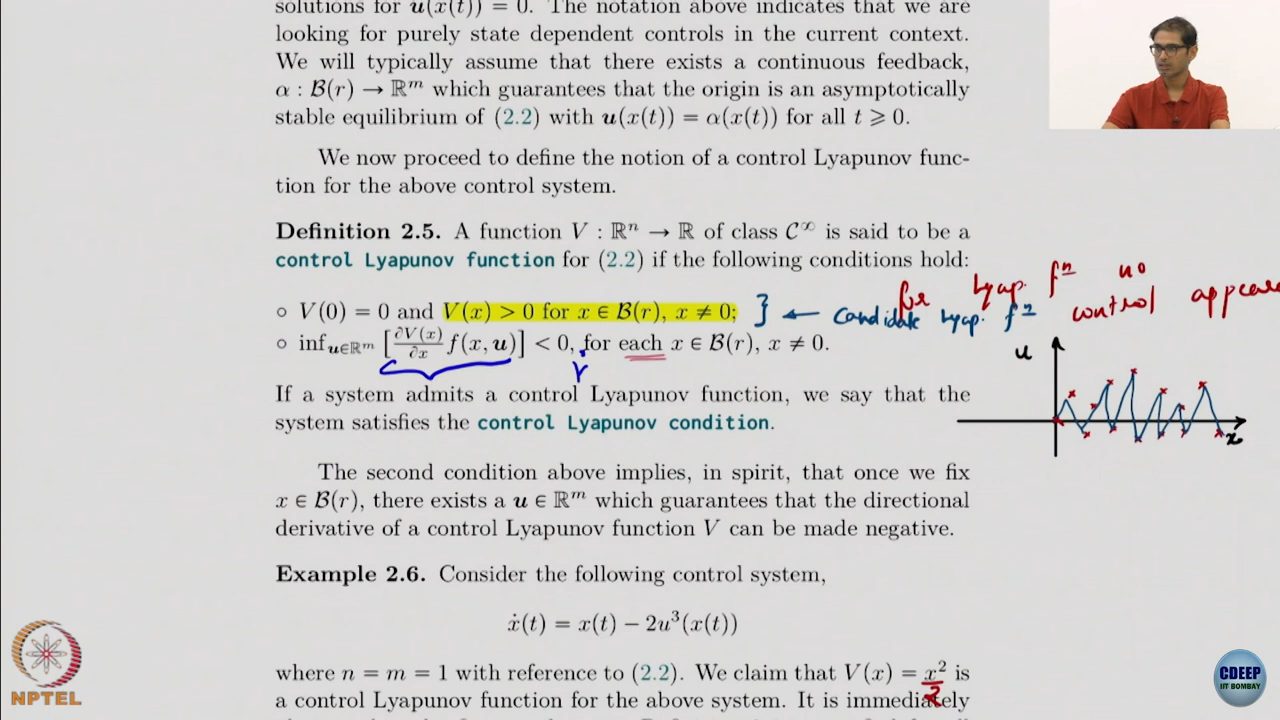 solutions for u(x(t)) = 0. The notation above indicates that we are
looking for purely state dependent controls in the current context.
We will typically assume that there exists a continuous feedback,
α : B(r) → ℝᵐ which guarantees that the origin is an asymptotically
stable equilibrium of (2.2) with u(x(t)) = α(x(t)) for all t ⩾ 0.
We now proceed to define the notion of a control Lyapunov func-
tion for the above control system.
Definition 2.5. A function V : ℝⁿ → ℝ of class C^∞ is said to be a
control Lyapunov function for (2.2) if the following conditions hold:
for Lyap. fⁿ no
control appears
○ V(0) = 0 and V(x) > 0 for x ∈ B(r), x ≠ 0; } ← Candidate Lyap. fⁿ
○ inf_{u∈ℝᵐ} [∂V(x)/∂x f(x, u)] < 0, for each x ∈ B(r), x ≠ 0.
u
x
If a system admits a control Lyapunov function, we say that the
system satisfies the control Lyapunov condition.
The second condition above implies, in spirit, that once we fix
x ∈ B(r), there exists a u ∈ ℝᵐ which guarantees that the directional
derivative of a control Lyapunov function V can be made negative.
Example 2.6. Consider the following control system,
ẋ(t) = x(t) − 2u³(x(t))
where n = m = 1 with reference to (2.2). We claim that V(x) = x² is
2
a control Lyapunov function for the above system. It is immediately
NPTEL
CDEEP
IIT BOMBAY